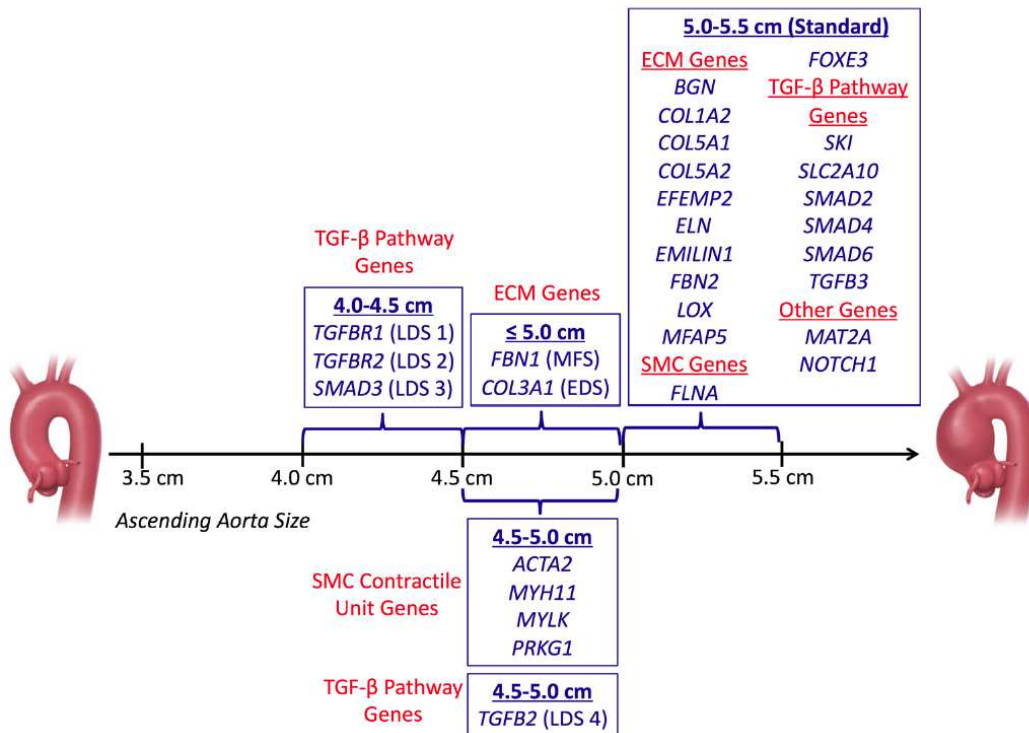 5.0-5.5 cm (Standard)
ECM Genes
BGN
COL1A2
COL5A1
COL5A2
EFEMP2
ELN
EMILIN1
FBN2
LOX
MFAP5
SMC Genes
FLNA
FOXE3
TGF-β Pathway
Genes
SKI
SLC2A10
SMAD2
SMAD4
SMAD6
TGFB3
Other Genes
MAT2A
NOTCH1
TGF-β Pathway
Genes
4.0-4.5 cm
TGFBR1 (LDS 1)
TGFBR2 (LDS 2)
SMAD3 (LDS 3)
ECM Genes
≤ 5.0 cm
FBN1 (MFS)
COL3A1 (EDS)
3.5 cm
4.0 cm
4.5 cm
5.0 cm
5.5 cm
Ascending Aorta Size
SMC Contractile
Unit Genes
4.5-5.0 cm
ACTA2
MYH11
MYLK
PRKG1
TGF-β Pathway
Genes
4.5-5.0 cm
TGFB2 (LDS 4)